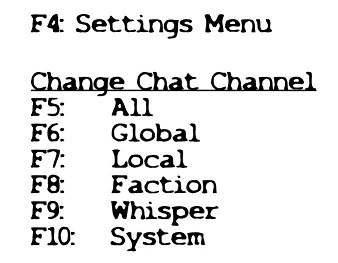 F4: Settings Menu
Change Chat Channel
F5: All
F6: Global
F7: Local
F8: Faction
F9: Whisper
F10: System